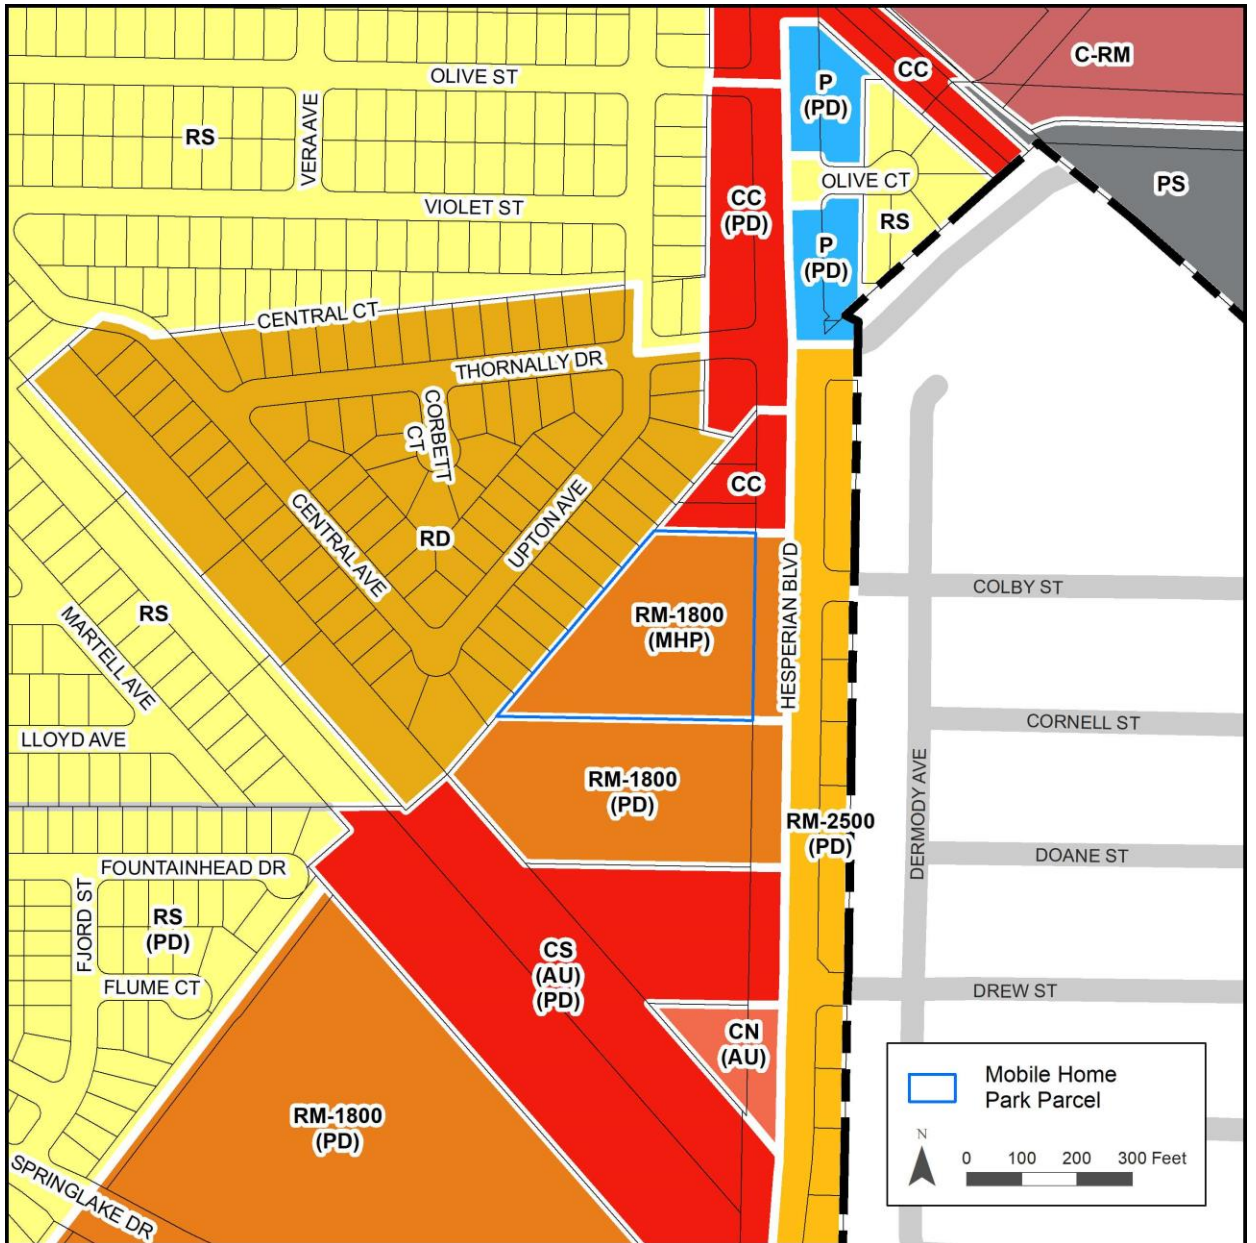 OLIVE ST
CC
C-RM
P
(PD)
VERA AVE
RS
OLIVE CT
PS
VIOLET ST
CC
(PD)
RS
P
(PD)
CENTRAL CT
THORNALLY DR
CORBETT
CT
CC
CENTRAL AVE
UPTON AVE
RD
HESPERIAN BLVD
COLBY ST
RS
MARTELL AVE
RM-1800
(MHP)
CORNELL ST
LLOYD AVE
RM-1800
(PD)
RM-2500
(PD)
DERMODY AVE
DOANE ST
FOUNTAINHEAD DR
FJORD ST
RS
(PD)
FLUME CT
CS
(AU)
(PD)
DREW ST
CN
(AU)
RM-1800
(PD)
SPRINGLAKE DR
Mobile Home
Park Parcel
N
0 100 200 300 Feet